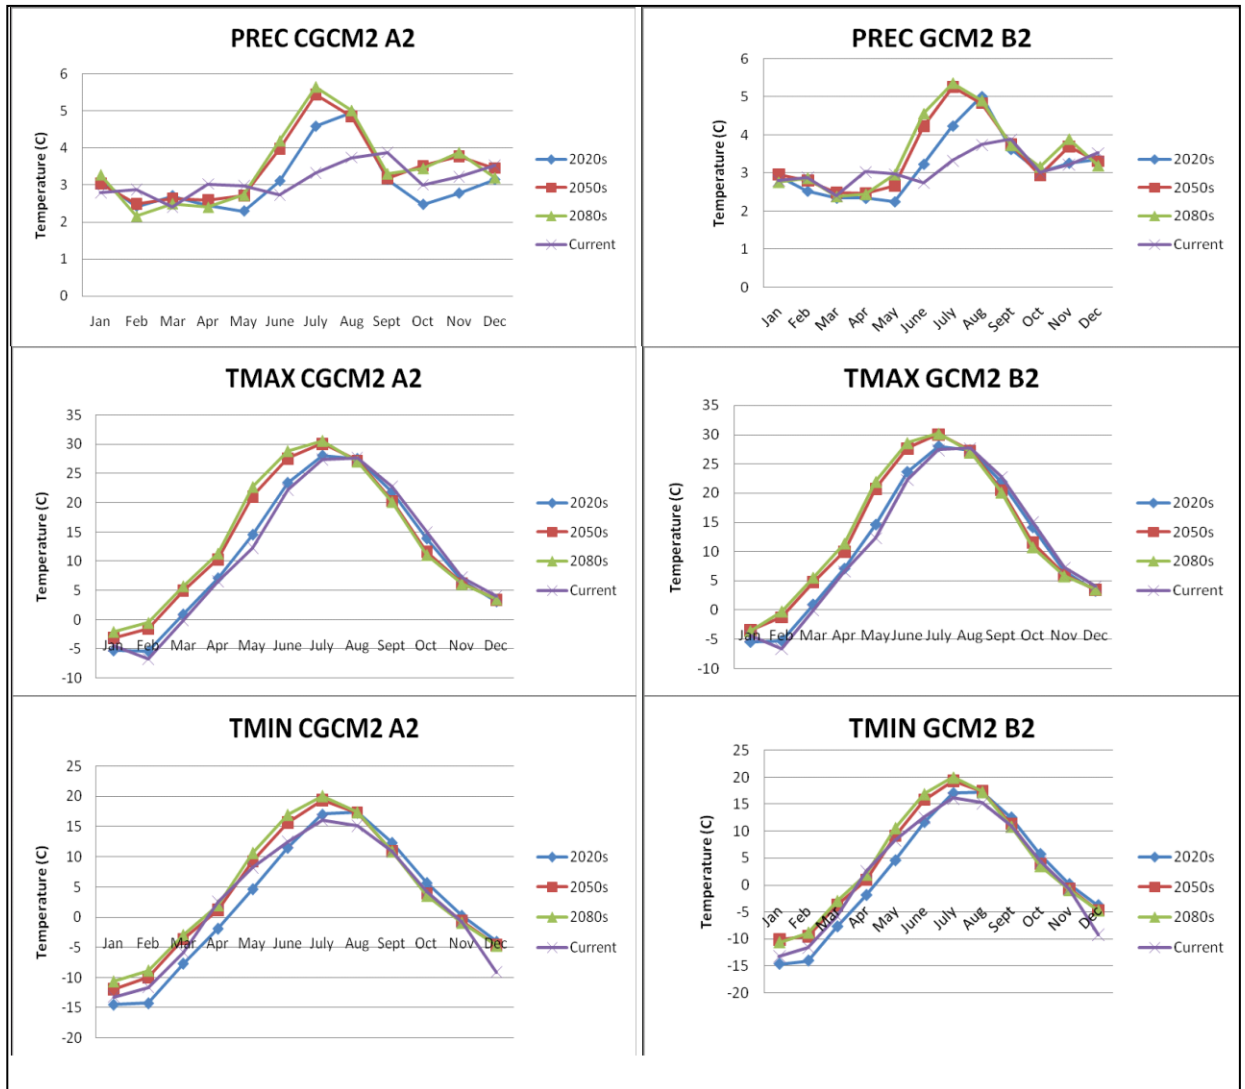 PREC CGCM2 A2
Temperature (C)
6
5
4
3
2
1
0
Jan Feb Mar Apr May June July Aug Sept Oct Nov Dec
2020s
2050s
2080s
Current
PREC GCM2 B2
Temperature (C)
6
5
4
3
2
1
0
Jan Feb Mar Apr May June July Aug Sept Oct Nov Dec
2020s
2050s
2080s
Current
TMAX CGCM2 A2
Temperature (C)
35
30
25
20
15
10
5
0
-5
-10
Jan Feb Mar Apr May June July Aug Sept Oct Nov Dec
2020s
2050s
2080s
Current
TMAX GCM2 B2
Temperature (C)
35
30
25
20
15
10
5
0
-5
-10
Jan Feb Mar Apr May June July Aug Sept Oct Nov Dec
2020s
2050s
2080s
Current
TMIN CGCM2 A2
Temperature (C)
25
20
15
10
5
0
-5
-10
-15
-20
Jan Feb Mar Apr May June July Aug Sept Oct Nov Dec
2020s
2050s
2080s
Current
TMIN GCM2 B2
Temperature (C)
25
20
15
10
5
0
-5
-10
-15
-20
Jan Feb Mar Apr May June July Aug Sept Oct Nov Dec
2020s
2050s
2080s
Current